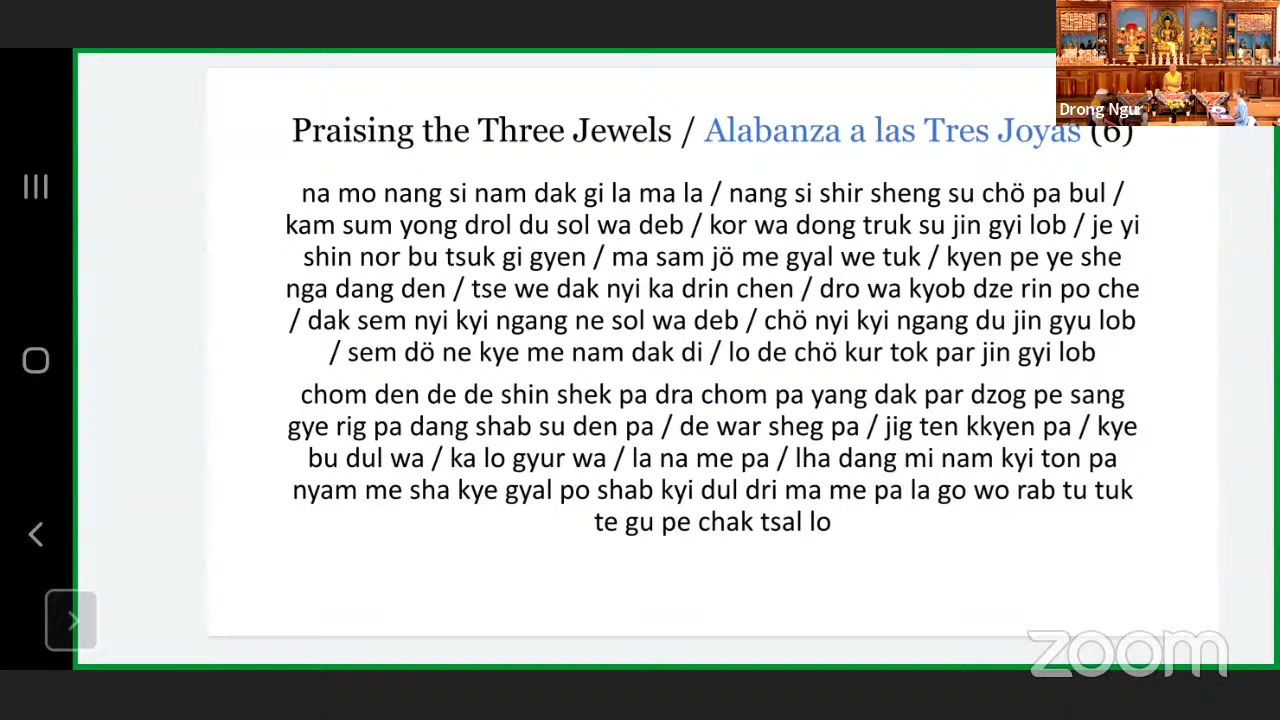 Drong Ngur
Praising the Three Jewels / Alabanza a las Tres Joyas (6)
na mo nang si nam dak gi la ma la / nang si shir sheng su chö pa bul /
kam sum yong drol du sol wa deb / kor wa dong truk su jin gyi lob / je yi
shin nor bu tsuk gi gyen / ma sam jö me gyal we tuk / kyen pe ye she
nga dang den / tse we dak nyi ka drin chen / dro wa kyob dze rin po che
/ dak sem nyi kyi ngang ne sol wa deb / chö nyi kyi ngang du jin gyu lob
/ sem dö ne kye me nam dak di / lo de chö kur tok par jin gyi lob
chom den de de shin shek pa dra chom pa yang dak par dzog pe sang
gye rig pa dang shab su den pa / de war sheg pa / jig ten kkyen pa / kye
bu dul wa / ka lo gyur wa / la na me pa / lha dang mi nam kyi ton pa
nyam me sha kye gyal po shab kyi dul dri ma me pa la go wo rab tu tuk
te gu pe chak tsal lo
zoom